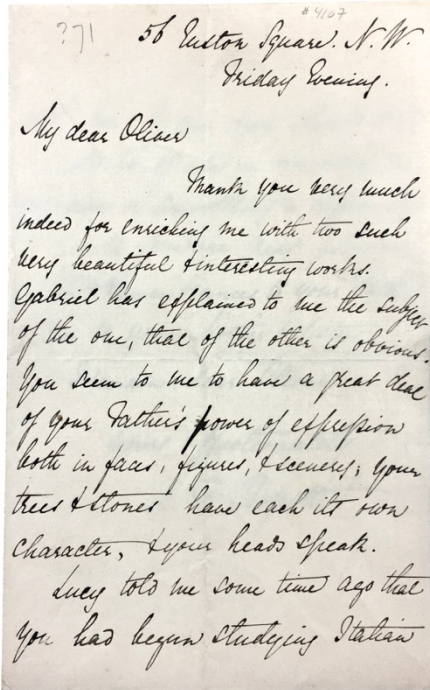 ?71
#4107
56 Euston Square. N. W.
Friday Evening.
My dear Oliver
Thank you very much
indeed for enriching me with two such
very beautiful & interesting works.
Gabriel has explained to me the subject
of the one, that of the other is obvious.
You seem to me to have a great deal
of your Father's power of expression
both in faces, figures, & scenery; your
trees & stones have each its own
character, & your heads speak.
Lucy told me some time ago that
you had begun studying Italian